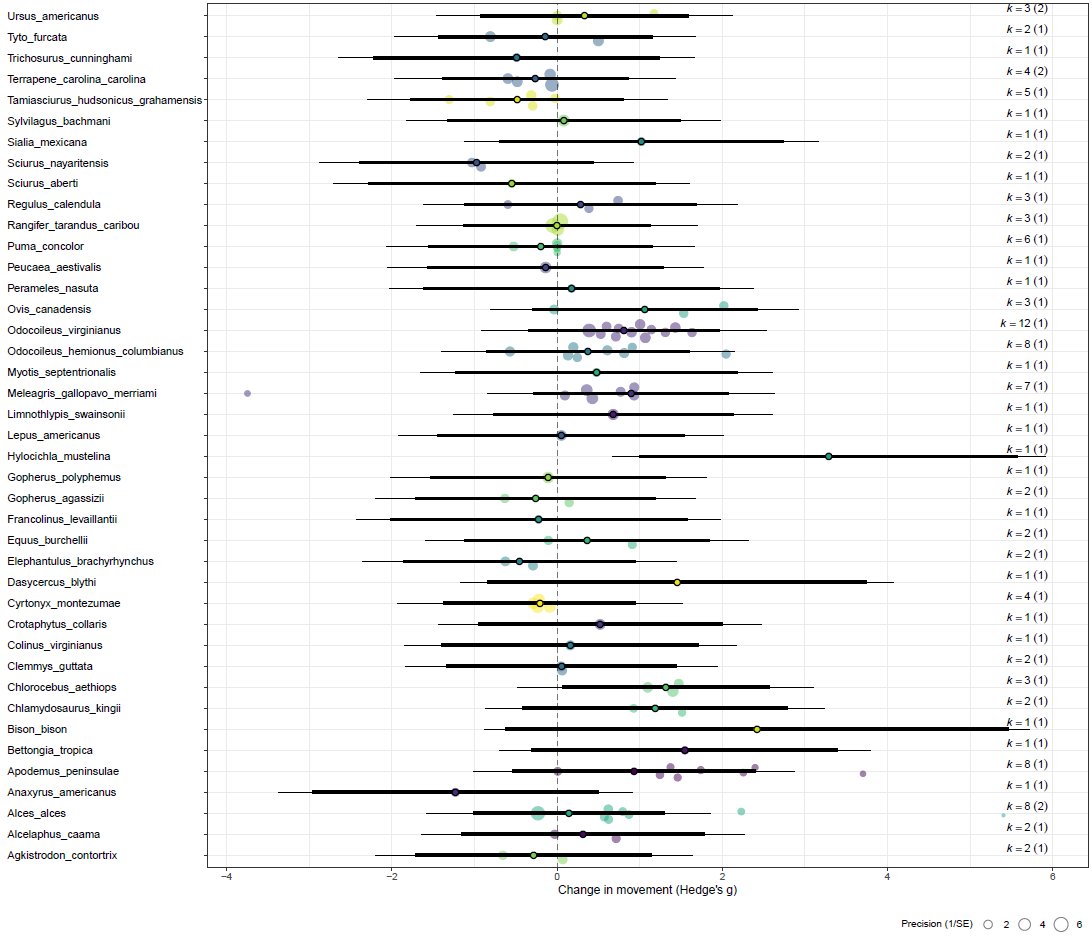 Ursus_americanus k = 3 (2)
Tyto_furcata k = 2 (1)
Trichosurus_cunninghami k = 1 (1)
Terrapene_carolina_carolina k = 4 (2)
Tamiasciurus_hudsonicus_grahamensis k = 5 (1)
Sylvilagus_bachmani k = 1 (1)
Sialia_mexicana k = 1 (1)
Sciurus_nayaritensis k = 2 (1)
Sciurus_aberti k = 1 (1)
Regulus_calendula k = 3 (1)
Rangifer_tarandus_caribou k = 3 (1)
Puma_concolor k = 6 (1)
Peucaea_aestivalis k = 1 (1)
Perameles_nasuta k = 1 (1)
Ovis_canadensis k = 3 (1)
Odocoileus_virginianus k = 12 (1)
Odocoileus_hemionus_columbianus k = 8 (1)
Myotis_septentrionalis k = 1 (1)
Meleagris_gallopavo_merriami k = 7 (1)
Limnothlypis_swainsonii k = 1 (1)
Lepus_americanus k = 1 (1)
Hylocichla_mustelina k = 1 (1)
Gopherus_polyphemus k = 1 (1)
Gopherus_agassizii k = 2 (1)
Francolinus_levaillantii k = 1 (1)
Equus_burchellii k = 2 (1)
Elephantulus_brachyrhynchus k = 2 (1)
Dasycercus_blythi k = 1 (1)
Cyrtonyx_montezumae k = 4 (1)
Crotaphytus_collaris k = 1 (1)
Colinus_virginianus k = 1 (1)
Clemmys_guttata k = 2 (1)
Chlorocebus_aethiops k = 3 (1)
Chlamydosaurus_kingii k = 2 (1)
Bison_bison k = 1 (1)
Bettongia_tropica k = 1 (1)
Apodemus_peninsulae k = 8 (1)
Anaxyrus_americanus k = 1 (1)
Alces_alces k = 8 (2)
Alcelaphus_caama k = 2 (1)
Agkistrodon_contortrix k = 2 (1)
−4 −2 0 2 4 6
Change in movement (Hedge's g)
Precision (1/SE) 2 4 6